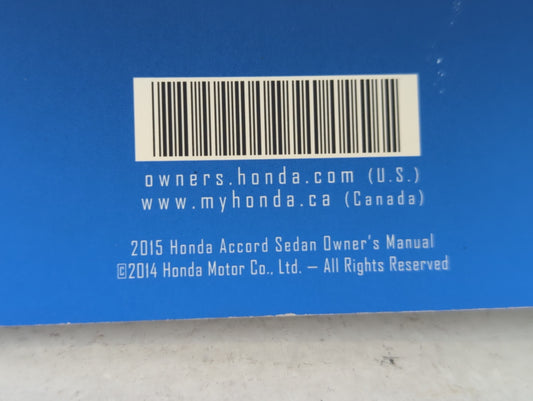 owners.honda.com (U.S.)
www.myhonda.ca (Canada)
2015 Honda Accord Sedan Owner's Manual
©2014 Honda Motor Co., Ltd. — All Rights Reserved